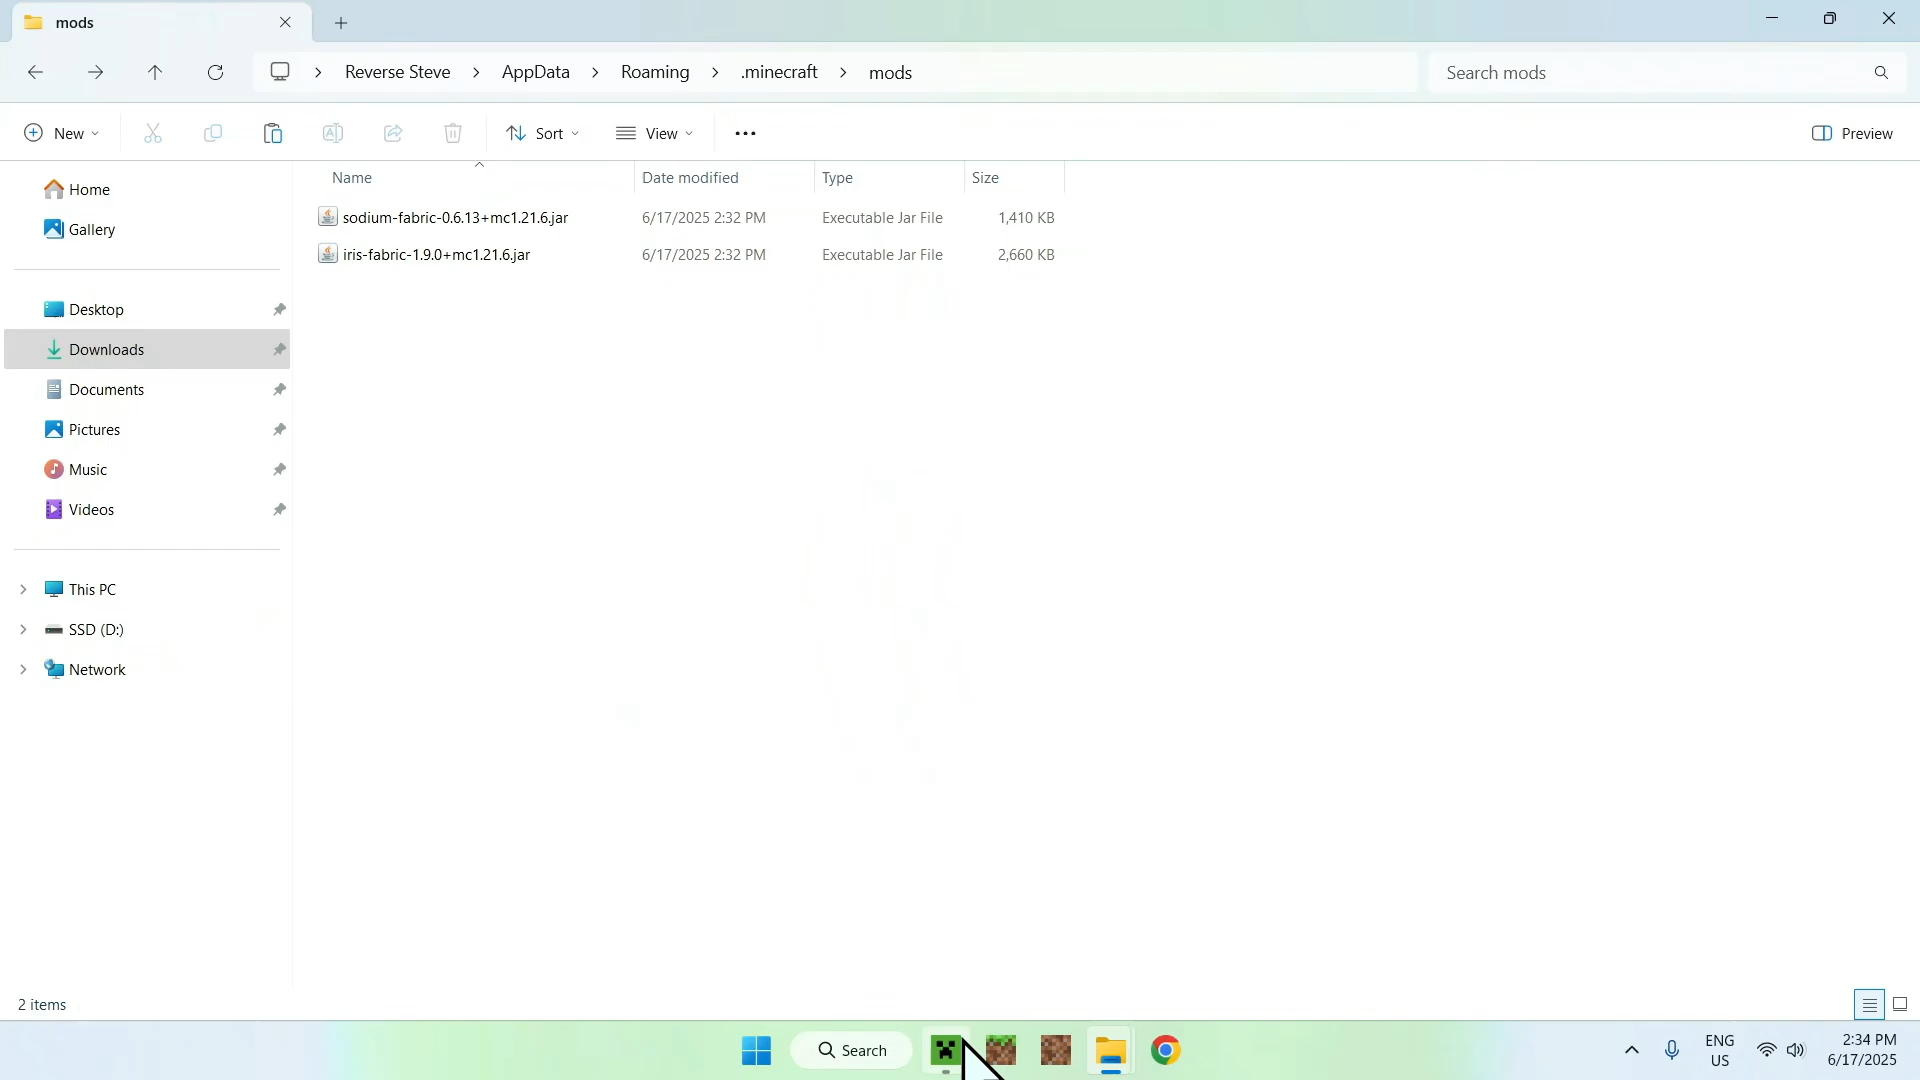 mods
Reverse Steve > AppData > Roaming > .minecraft > mods
Search mods
New
Sort
View
Preview
Name Date modified Type Size
sodium-fabric-0.6.13+mc1.21.6.jar 6/17/2025 2:32 PM Executable Jar File 1,410 KB
iris-fabric-1.9.0+mc1.21.6.jar 6/17/2025 2:32 PM Executable Jar File 2,660 KB
Home
Gallery
Desktop
Downloads
Documents
Pictures
Music
Videos
This PC
SSD (D:)
Network
2 items
Search
ENG
US
2:34 PM
6/17/2025